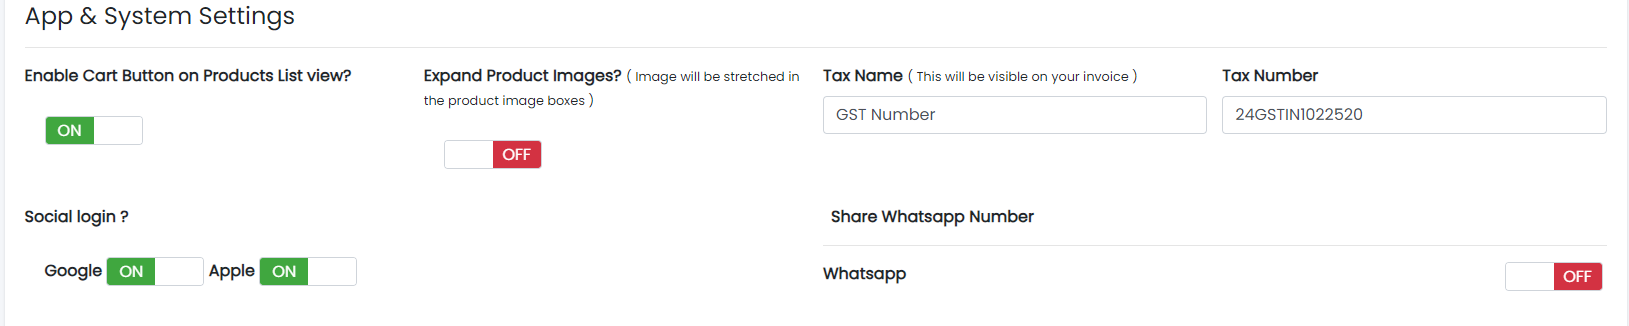 App & System Settings
Enable Cart Button on Products List view?
ON
Expand Product Images? ( Image will be stretched in
the product image boxes )
OFF
Tax Name ( This will be visible on your invoice )
GST Number
Tax Number
24GSTIN1022520
Social login ?
Google ON Apple ON
Share Whatsapp Number
Whatsapp OFF